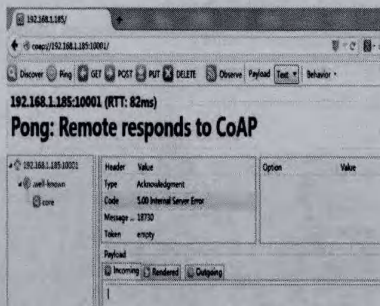 192.168.1.185/
coap://192.168.1.185:10001/
Discover Ping GET POST PUT DELETE Observe Payload Text Behavior
192.168.1.185:10001 (RTT: 82ms)
Pong: Remote responds to CoAP
192.168.1.185:10001
.well-known
core
Header Value
Type Acknowledgment
Code 5.00 Internal Server Error
Message ... 18730
Token empty
Option Value
Payload
Incoming Rendered Outgoing